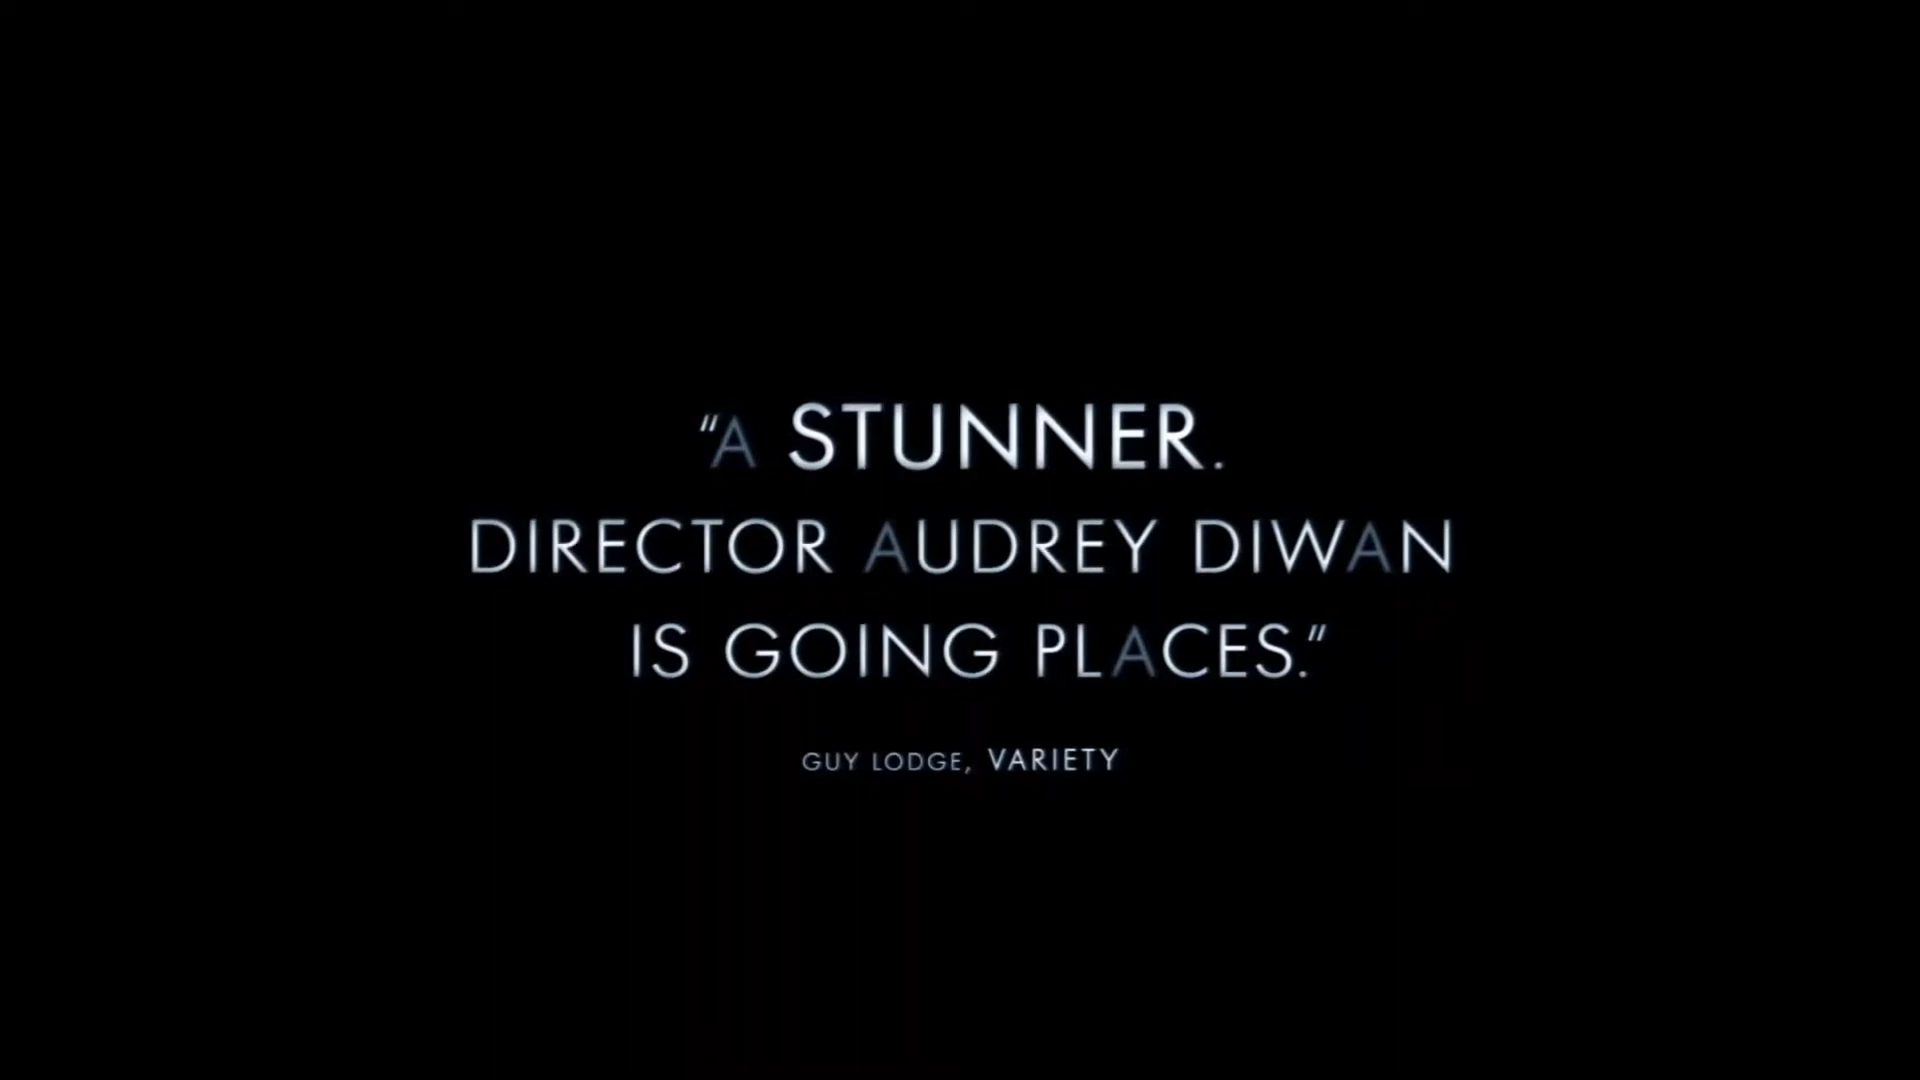 “A STUNNER.
DIRECTOR AUDREY DIWAN
IS GOING PLACES.”
GUY LODGE, VARIETY